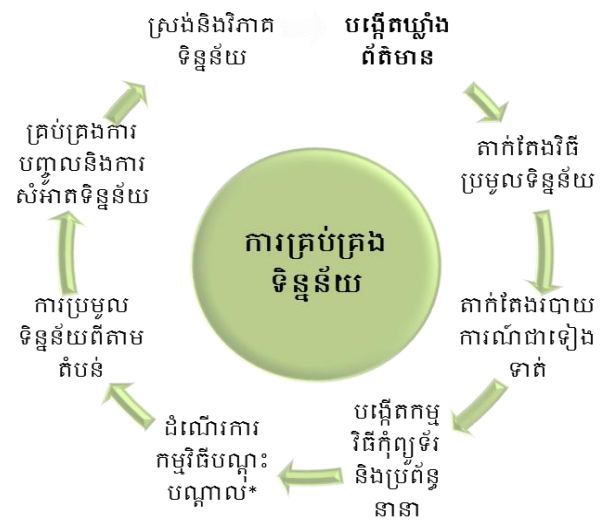 បង្កើតឃ្លាំង
ព័ត៌មាន
តាក់តែងវិធី
ប្រមូលទិន្នន័យ
តាក់តែងរបាយ
ការណ៍ជាទៀង
ទាត់
បង្កើតកម្ម
វិធីកុំព្យូទ័រ
និងប្រព័ន្ធ
នានា
ដំណើរការ
កម្មវិធីបណ្តុះ
បណ្តាល*
ការប្រមូល
ទិន្នន័យពីតាម
តំបន់
គ្រប់គ្រងការ
បញ្ចូលនិងការ
សំអាតទិន្នន័យ
ស្រង់និងវិភាគ
ទិន្នន័យ
ការគ្រប់គ្រង
ទិន្នន័យ